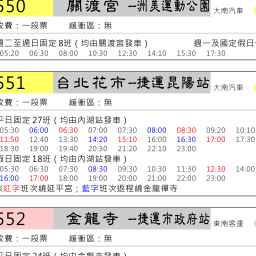 550 關渡宮 --洲美運動公園 大南汽車
收費：一段票 緩衝區：無
週二至週日固定8班（均由關渡宮發車） 週一及國定假日
05:20 06:30 08:30 10:30 12:30 14:10 15:30 17:30
551 台北花市--捷運昆陽站 大南汽車
收費：一段票 緩衝區：無
平日固定27班（均由內湖站發車）
05:30 06:00 06:30 07:00 07:30 08:00 08:30 09:20 10:10
11:50 12:40 13:30 14:20 15:10 15:50 16:30 17:00 17:30
18:30 19:00 19:40 20:30 21:20 22:10 23:00
假日固定18班（均由內湖站發車）
05:30 06:30 07:30 08:30 09:30 10:30 11:30 12:30 14:00
16:00 17:00 18:00 19:00 20:00 21:00 22:00 23:00
※紅字班次繞延平宮；藍字班次返程繞金龍禪寺
552 金龍寺 --捷運市政府站 東南客運
收費：一段票 緩衝區：無